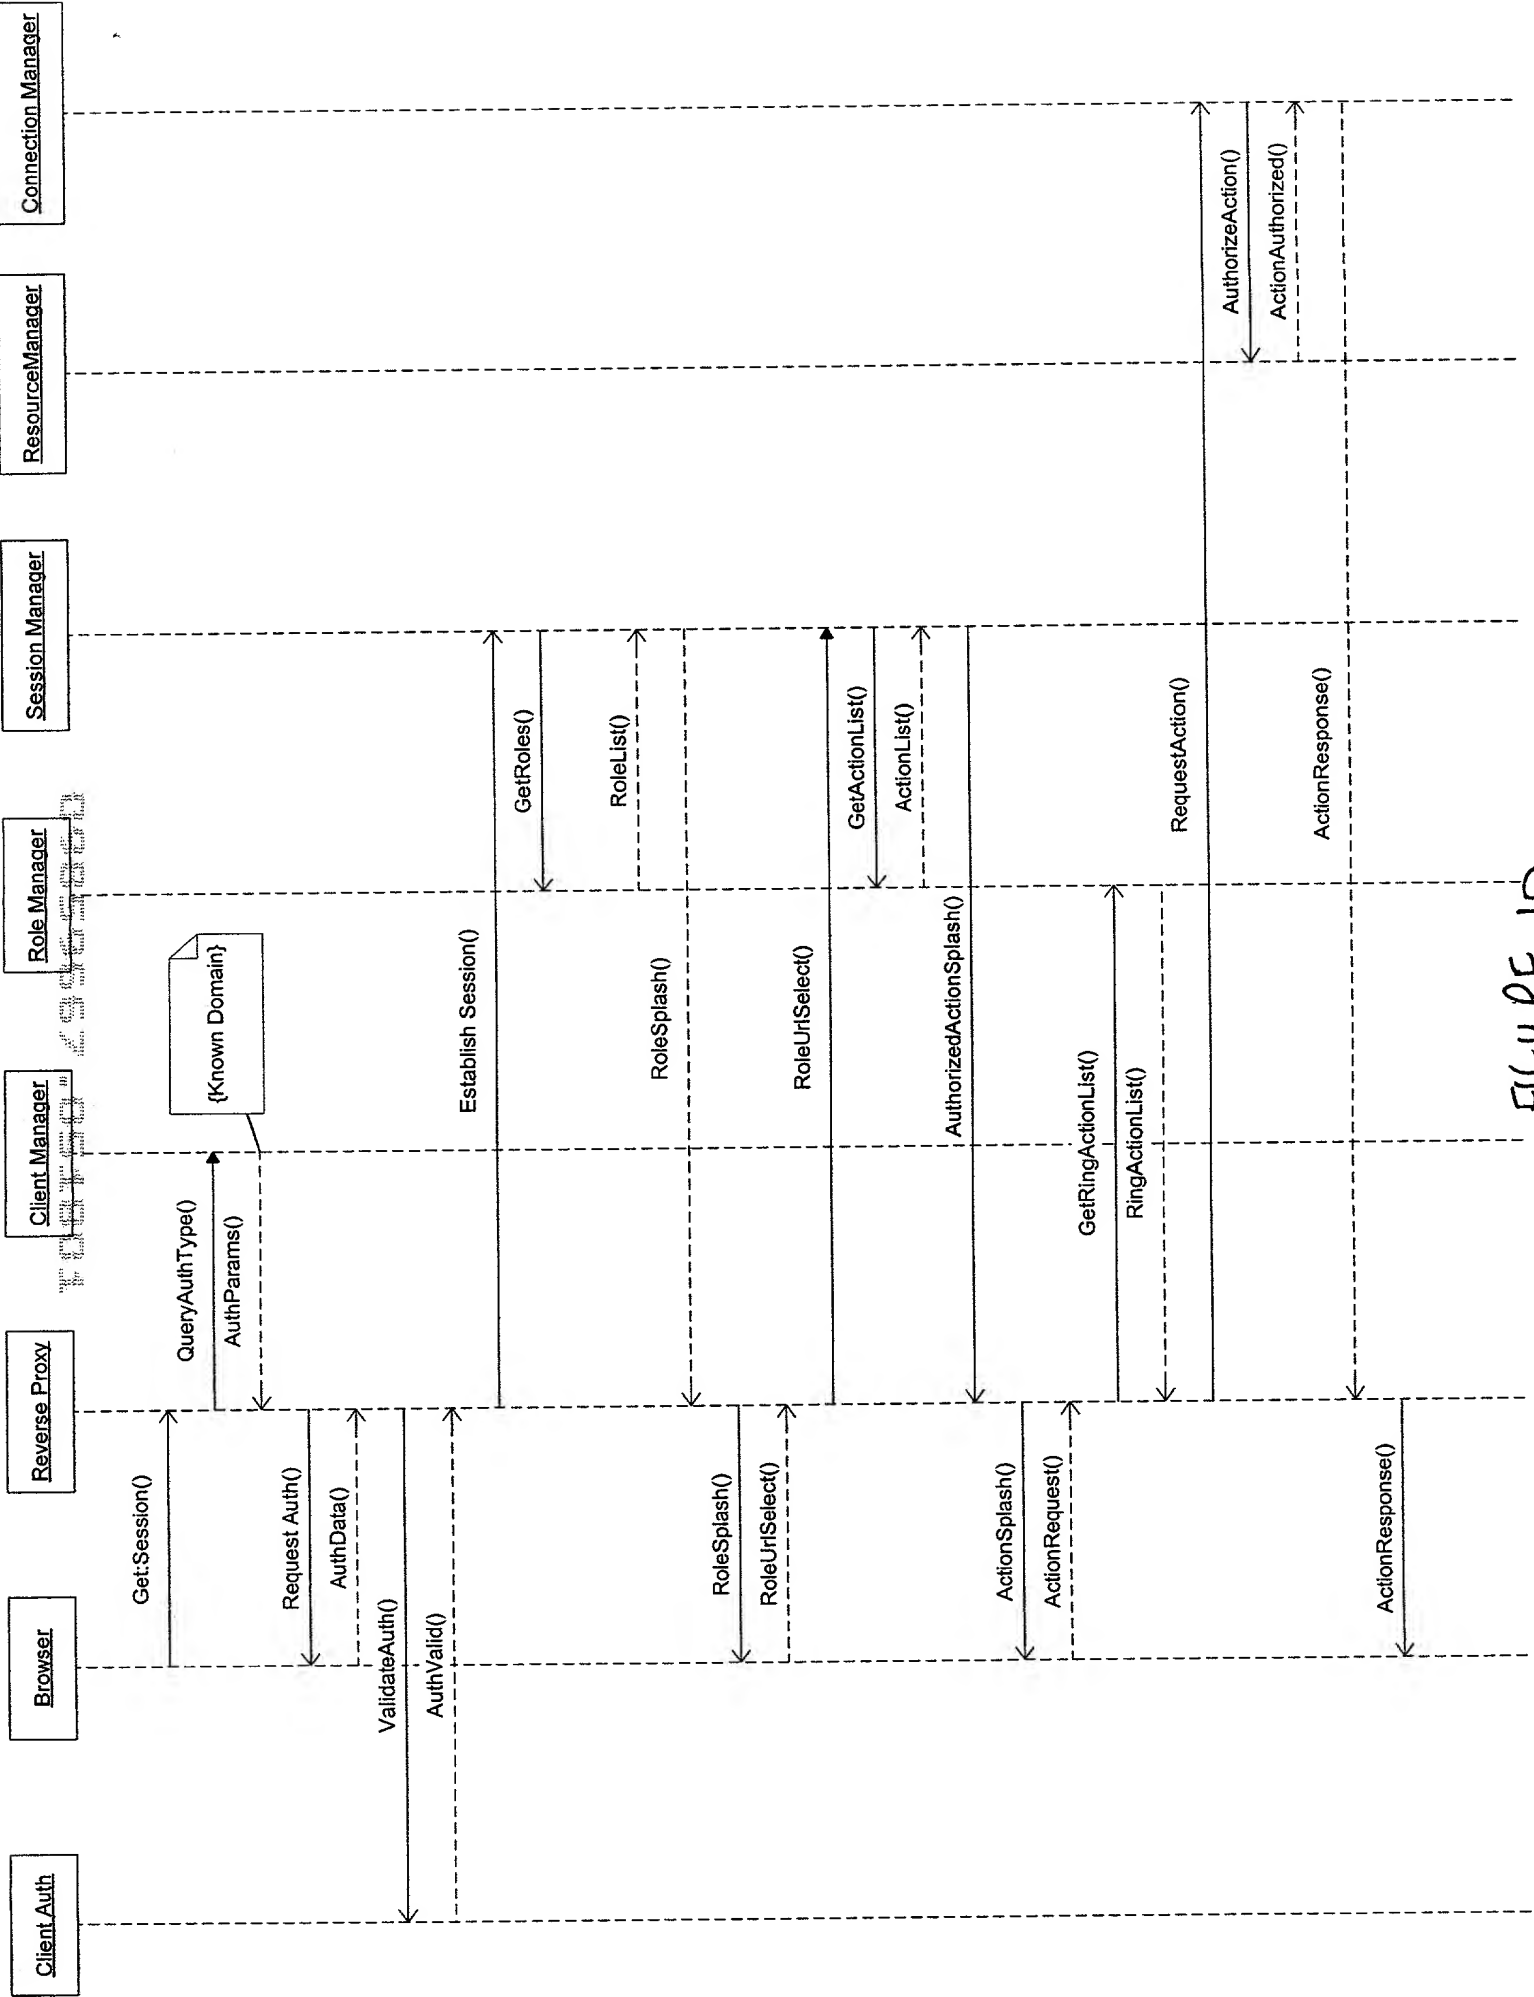 Client Auth
Browser
Reverse Proxy
Client Manager
Role Manager
Session Manager
ResourceManager
Connection Manager
Get:Session()
QueryAuthType()
{Known Domain}
AuthParams()
Request Auth()
AuthData()
ValidateAuth()
AuthValid()
Establish Session()
GetRoles()
RoleList()
RoleSplash()
RoleSplash()
RoleUrlSelect()
RoleUrlSelect()
GetActionList()
ActionList()
AuthorizedActionSplash()
ActionSplash()
ActionRequest()
GetRingActionList()
RingActionList()
RequestAction()
AuthorizeAction()
ActionAuthorized()
ActionResponse()
ActionResponse()